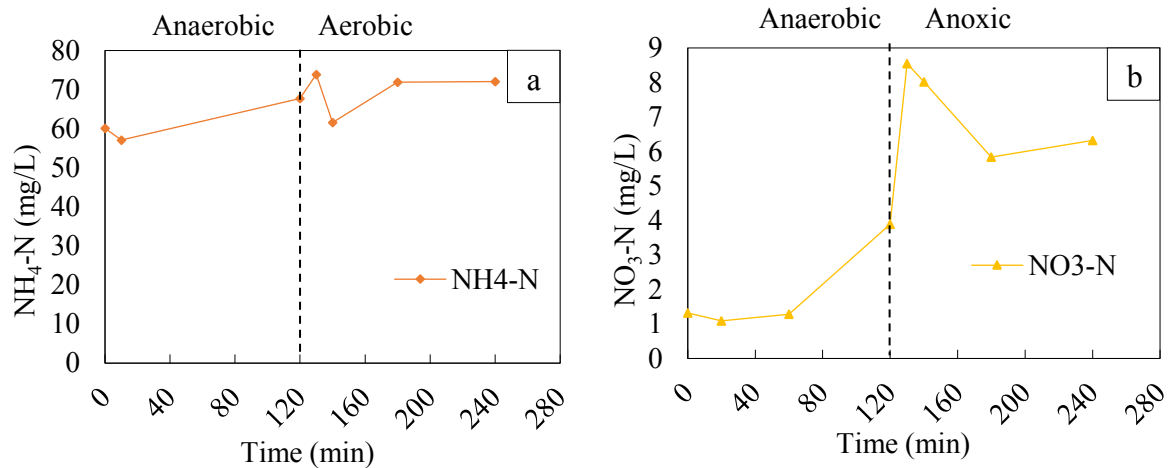 Anaerobic Aerobic
80
70
60
50
40
30
20
10
0
NH₄-N (mg/L)
a
NH4-N
0 40 80 120 160 200 240 280
Time (min)
Anaerobic Anoxic
9
8
7
6
5
4
3
2
1
0
NO₃-N (mg/L)
b
NO3-N
0 40 80 120 160 200 240 280
Time (min)